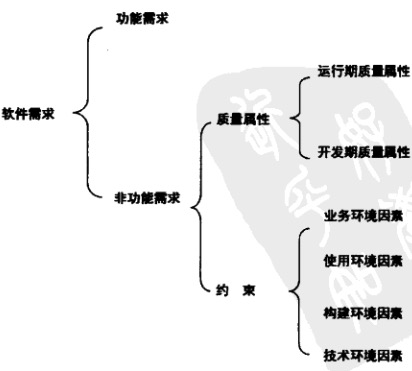 功能需求
运行期质量属性
软件需求
质量属性
开发期质量属性
非功能需求
业务环境因素
使用环境因素
约 束
构建环境因素
技术环境因素